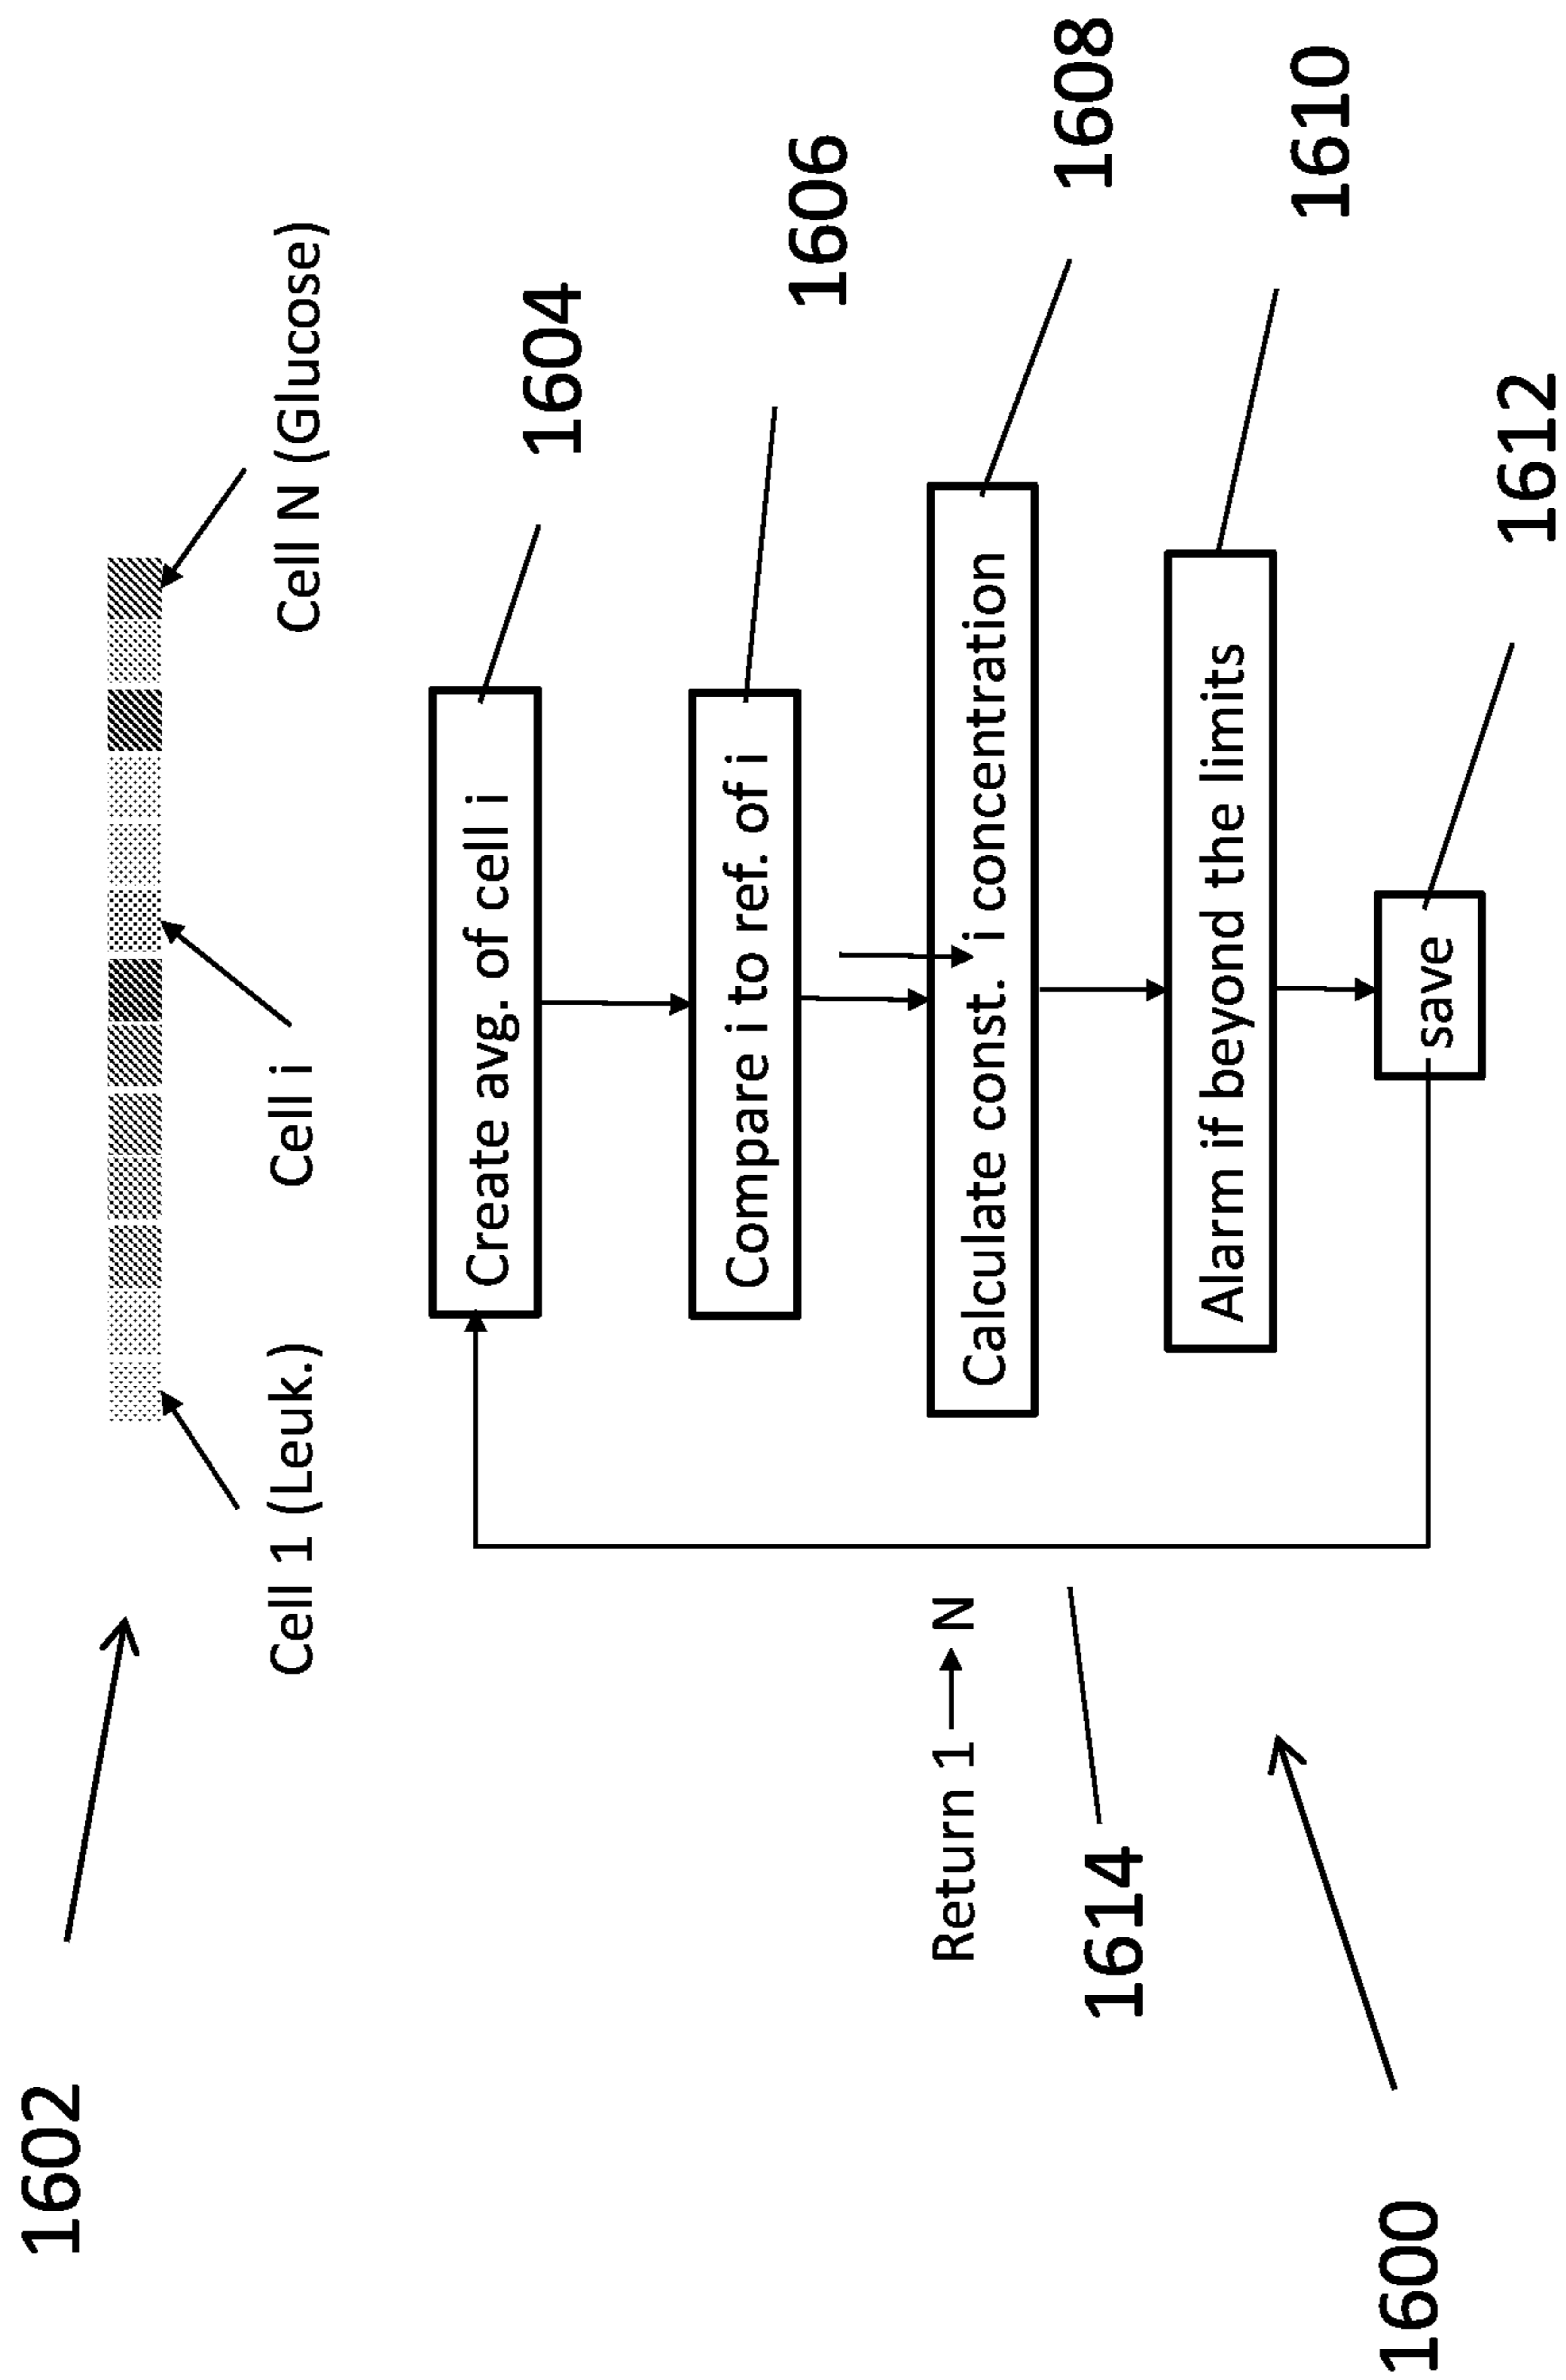 1602
Cell 1 (Leuk.)
Cell i
Cell N (Glucose)
Create avg. of cell i
1604
Compare i to ref. of i
1606
Return 1 → N
Calculate const. i concentration
1608
1614
Alarm if beyond the limits
1610
1600
save
1612